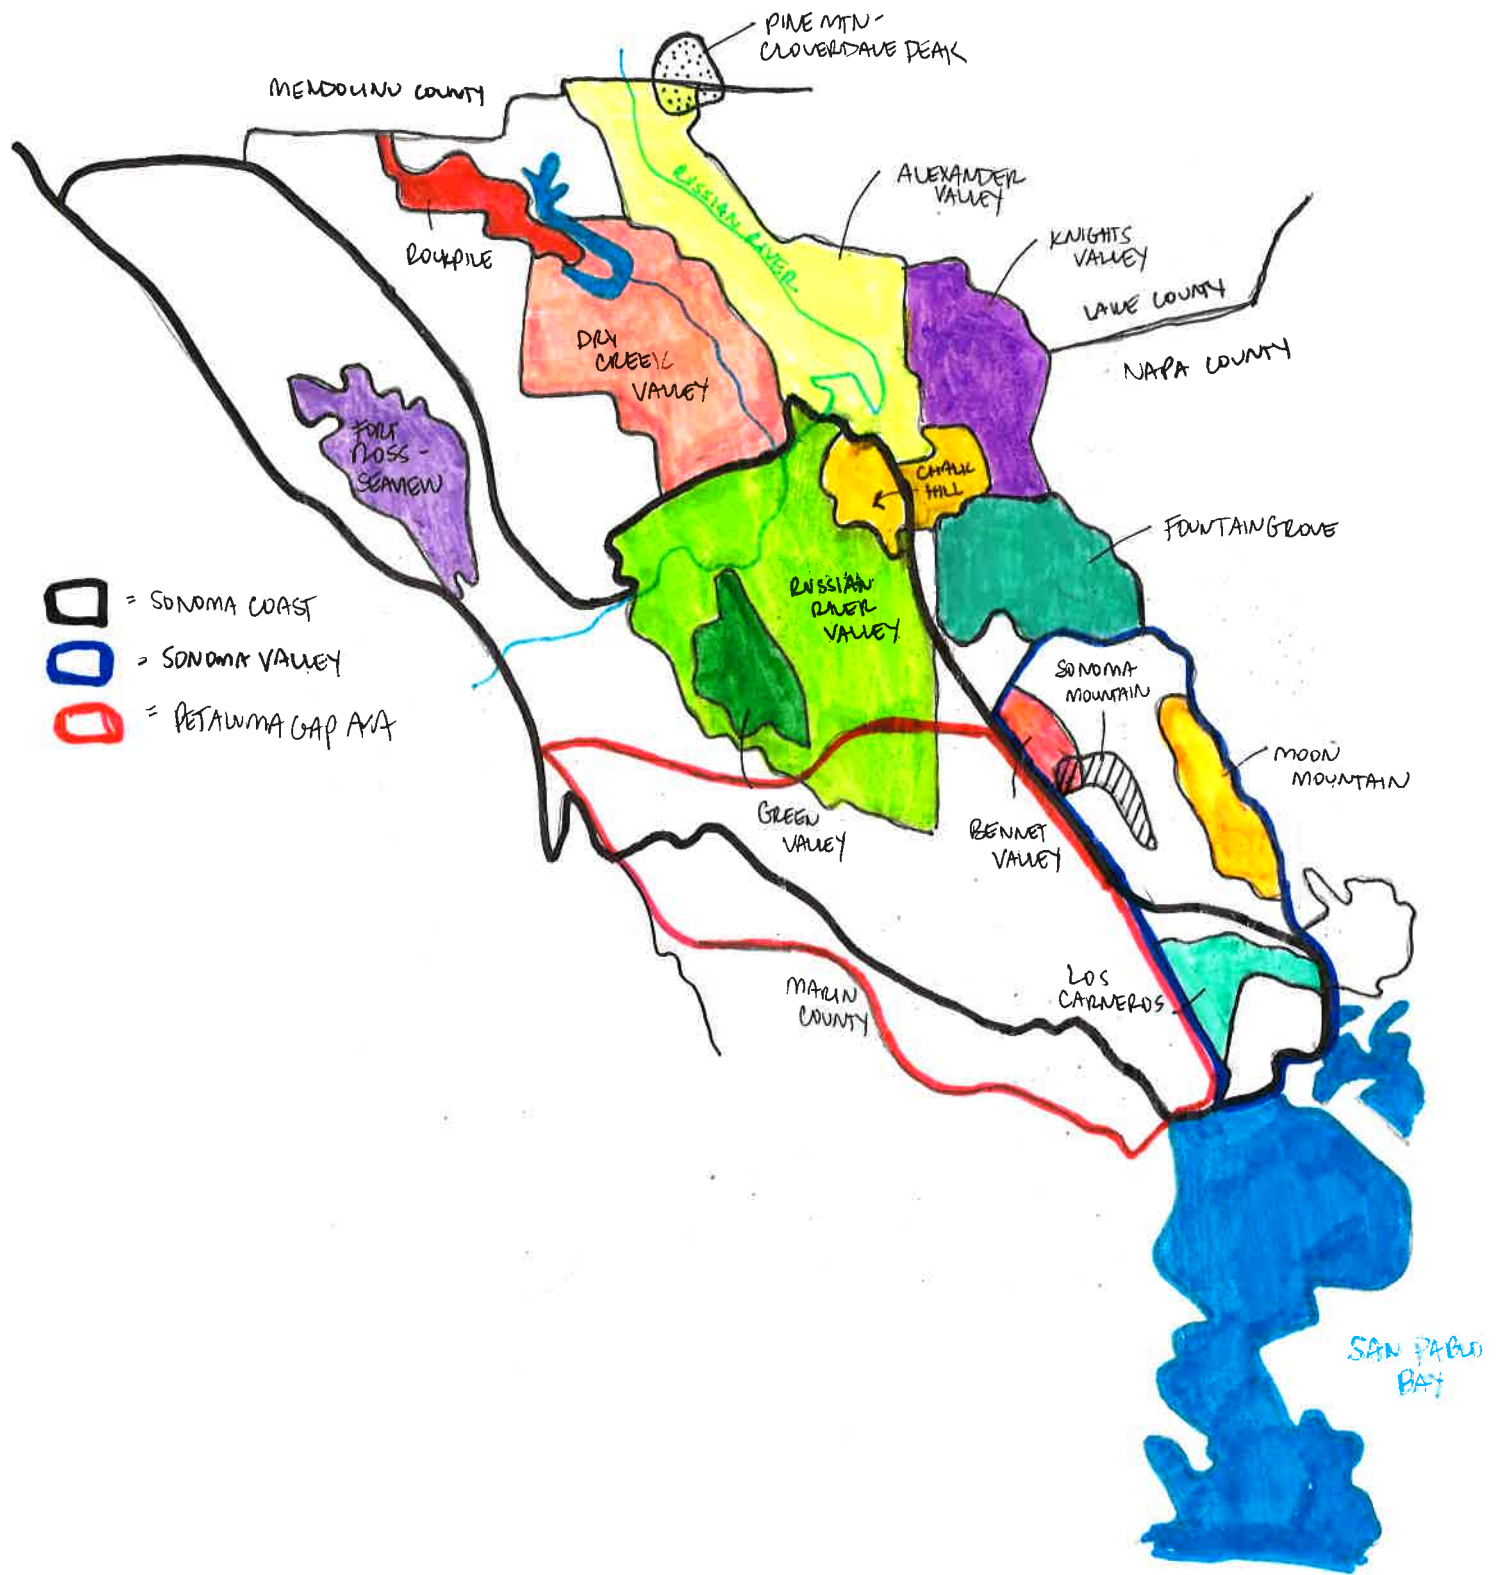 PINE MTN-
CLOVERDALE PEAK
MENDOCINO COUNTY
ALEXANDER
VALLEY
RUSSIAN RIVER
KNIGHTS
VALLEY
ROCKPILE
LAKE COUNTY
NAPA COUNTY
DRY
CREEK
VALLEY
FORT
ROSS-
SEAVIEW
CHALK
HILL
FOUNTAINGROVE
RUSSIAN
RIVER
VALLEY
= SONOMA COAST
= SONOMA VALLEY
= PETALUMA GAP AVA
SONOMA
MOUNTAIN
MOON
MOUNTAIN
GREEN
VALLEY
BENNET
VALLEY
LOS
CARNEROS
MARIN
COUNTY
SAN PABLO
BAY